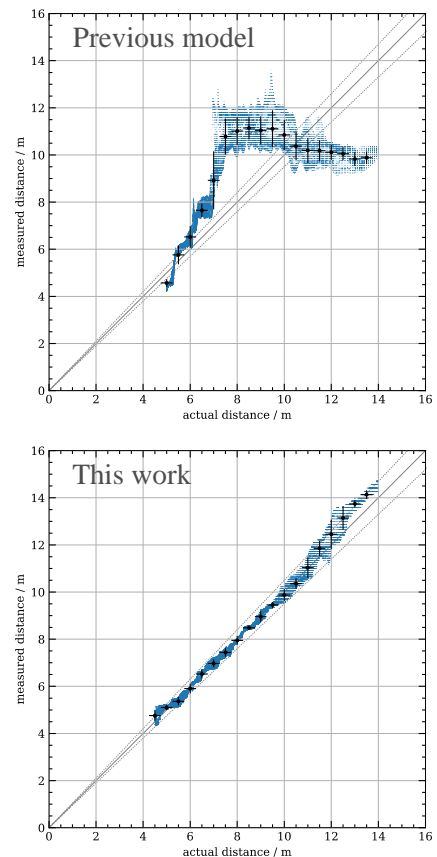 Previous model
16
14
12
10
8
6
4
2
0
measured distance / m
0 2 4 6 8 10 12 14 16
actual distance / m
This work
16
14
12
10
8
6
4
2
0
measured distance / m
0 2 4 6 8 10 12 14 16
actual distance / m